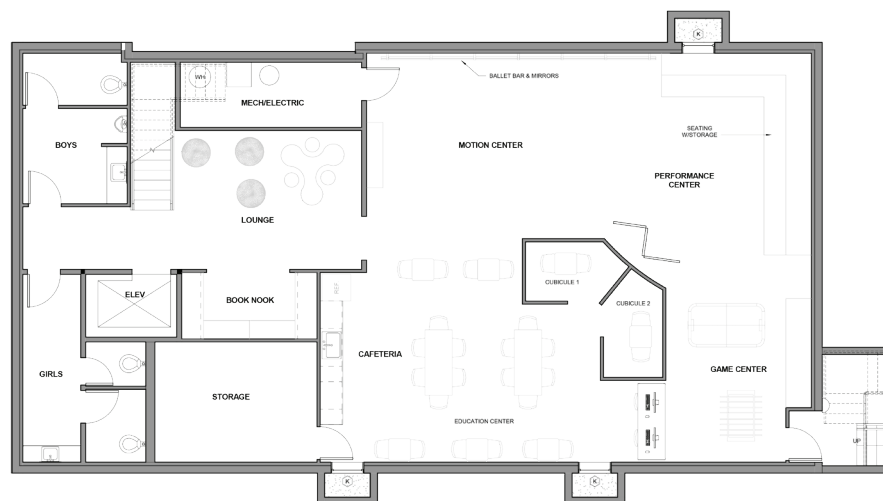 K
WH
BALLET BAR & MIRRORS
MECH/ELECTRIC
SEATING
W/STORAGE
BOYS
MOTION CENTER
PERFORMANCE
CENTER
LOUNGE
CUBICULE 1
ELEV
BOOK NOOK
CUBICULE 2
CAFETERIA
GIRLS
GAME CENTER
STORAGE
EDUCATION CENTER
UP
K
K